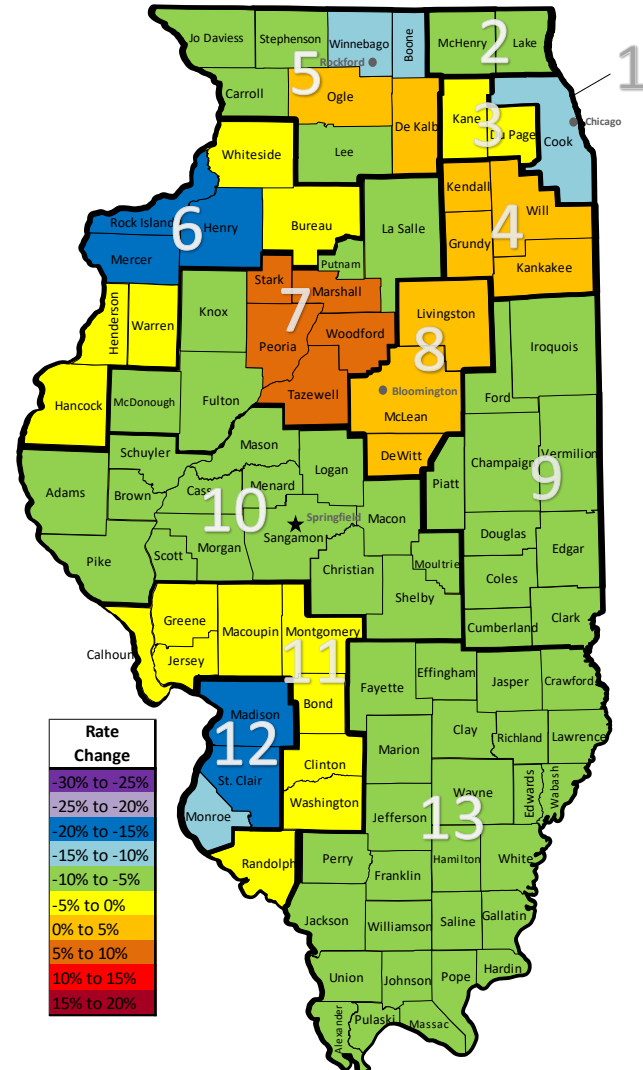 Jo Daviess
Stephenson
Winnebago
Boone
McHenry
Lake
2
1
Rockford
5
Carroll
Ogle
De Kalb
Kane
3
Du Page
Cook
Chicago
Whiteside
Lee
Kendall
Will
Rock Island
6
Henry
Bureau
La Salle
4
Grundy
Mercer
Putnam
Kankakee
Stark
Marshall
7
Henderson
Warren
Knox
Livingston
Woodford
Peoria
8
Iroquois
Hancock
McDonough
Fulton
Tazewell
Bloomington
McLean
Ford
Mason
Schuyler
DeWitt
Vermilion
Champaign
Logan
Adams
Brown
Cass
Menard
Piatt
9
10
Springfield
Macon
Sangamon
Douglas
Pike
Scott
Morgan
Edgar
Christian
Moultrie
Coles
Shelby
Greene
Macoupin
Montgomery
Cumberland
Clark
Calhoun
Jersey
11
Effingham
Jasper
Crawford
Fayette
Bond
Madison
12
Clay
Richland
Lawrence
Marion
Clinton
St. Clair
Edwards
Wabash
Wayne
Washington
Monroe
Jefferson
13
Randolph
Perry
Hamilton
White
Franklin
Jackson
Williamson
Saline
Gallatin
Union
Johnson
Pope
Hardin
Alexander
Pulaski
Massac
Rate
Change
-30% to -25%
-25% to -20%
-20% to -15%
-15% to -10%
-10% to -5%
-5% to 0%
0% to 5%
5% to 10%
10% to 15%
15% to 20%